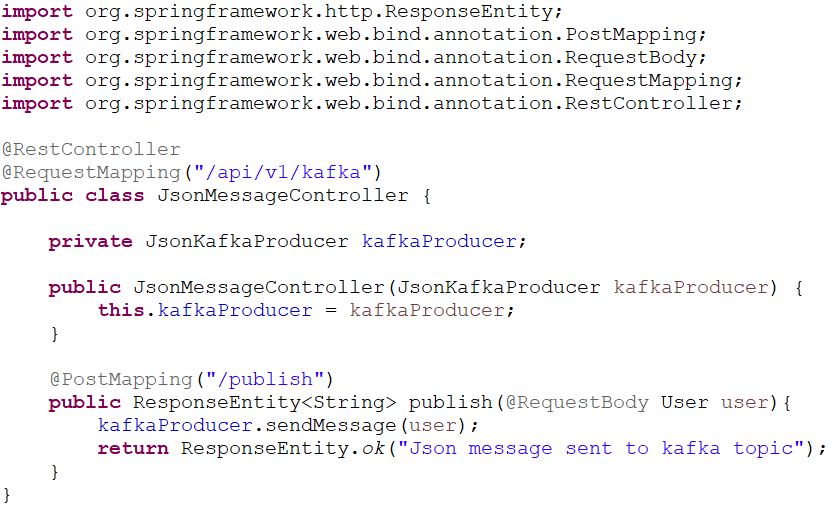 import org.springframework.http.ResponseEntity;
import org.springframework.web.bind.annotation.PostMapping;
import org.springframework.web.bind.annotation.RequestBody;
import org.springframework.web.bind.annotation.RequestMapping;
import org.springframework.web.bind.annotation.RestController;

@RestController
@RequestMapping("/api/v1/kafka")
public class JsonMessageController {

    private JsonKafkaProducer kafkaProducer;

    public JsonMessageController(JsonKafkaProducer kafkaProducer) {
        this.kafkaProducer = kafkaProducer;
    }

    @PostMapping("/publish")
    public ResponseEntity<String> publish(@RequestBody User user){
        kafkaProducer.sendMessage(user);
        return ResponseEntity.ok("Json message sent to kafka topic");
    }
}